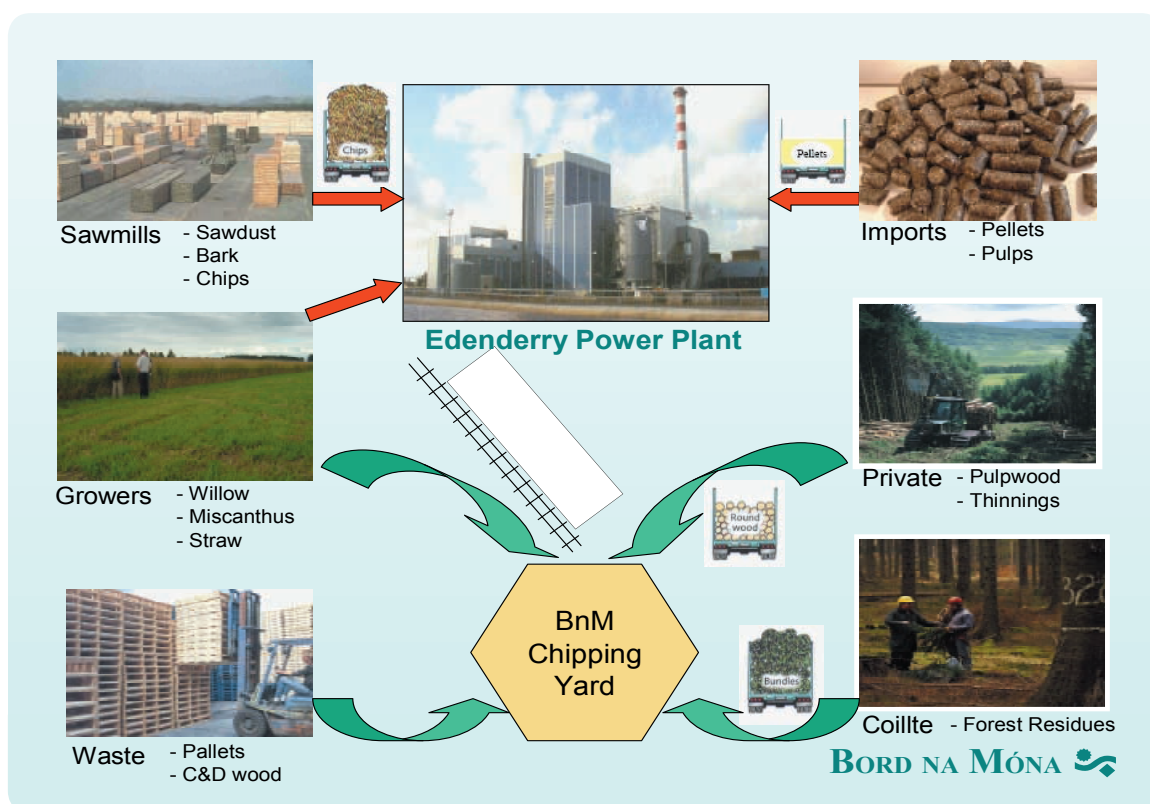 Chips
Pellets
Sawmills
- Sawdust
- Bark
- Chips
Imports
- Pellets
- Pulps
Edenderry Power Plant
Growers
- Willow
- Miscanthus
- Straw
Private
- Pulpwood
- Thinnings
Round
wood
BnM
Chipping
Yard
Bundles
Waste
- Pallets
- C&D wood
Coillte
- Forest Residues
BORD NA MÓNA